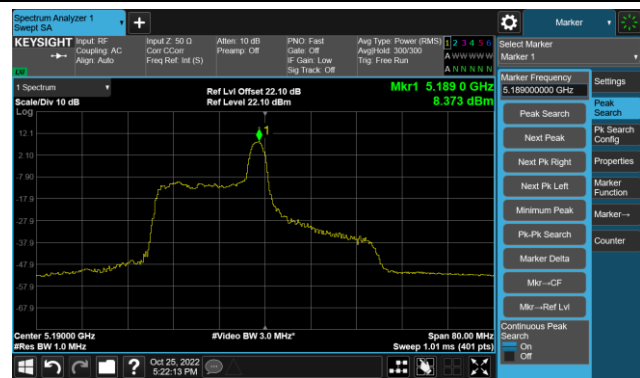 Spectrum Analyzer 1
Swept SA
+
Marker
KEYSIGHT
Input: RF
Coupling: AC
Align: Auto
Input Z: 50 Ω
Corr CCorr
Freq Ref: Int (S)
Atten: 10 dB
Preamp: Off
PNO: Fast
Gate: Off
IF Gain: Low
Sig Track: Off
Avg Type: Power (RMS)
Avg|Hold: 300/300
Trig: Free Run
1 2 3 4 5 6
A W W W W W
A N N N N N
LXI
Select Marker
Marker 1
1 Spectrum
Scale/Div 10 dB
Log
Ref Lvl Offset 22.10 dB
Ref Level 22.10 dBm
Mkr1 5.189 0 GHz
8.373 dBm
1
12.1
2.10
-7.90
-17.9
-27.9
-37.9
-47.9
-57.9
-67.9
Center 5.19000 GHz
#Res BW 1.0 MHz
#Video BW 3.0 MHz*
Span 80.00 MHz
Sweep 1.01 ms (401 pts)
Marker Frequency
5.189000000 GHz
Peak Search
Next Peak
Next Pk Right
Next Pk Left
Minimum Peak
Pk-Pk Search
Marker Delta
Mkr→CF
Mkr→Ref Lvl
Continuous Peak
Search
On
Off
Settings
Peak
Search
Pk Search
Config
Properties
Marker
Function
Marker→
Counter
?
Oct 25, 2022
5:22:13 PM